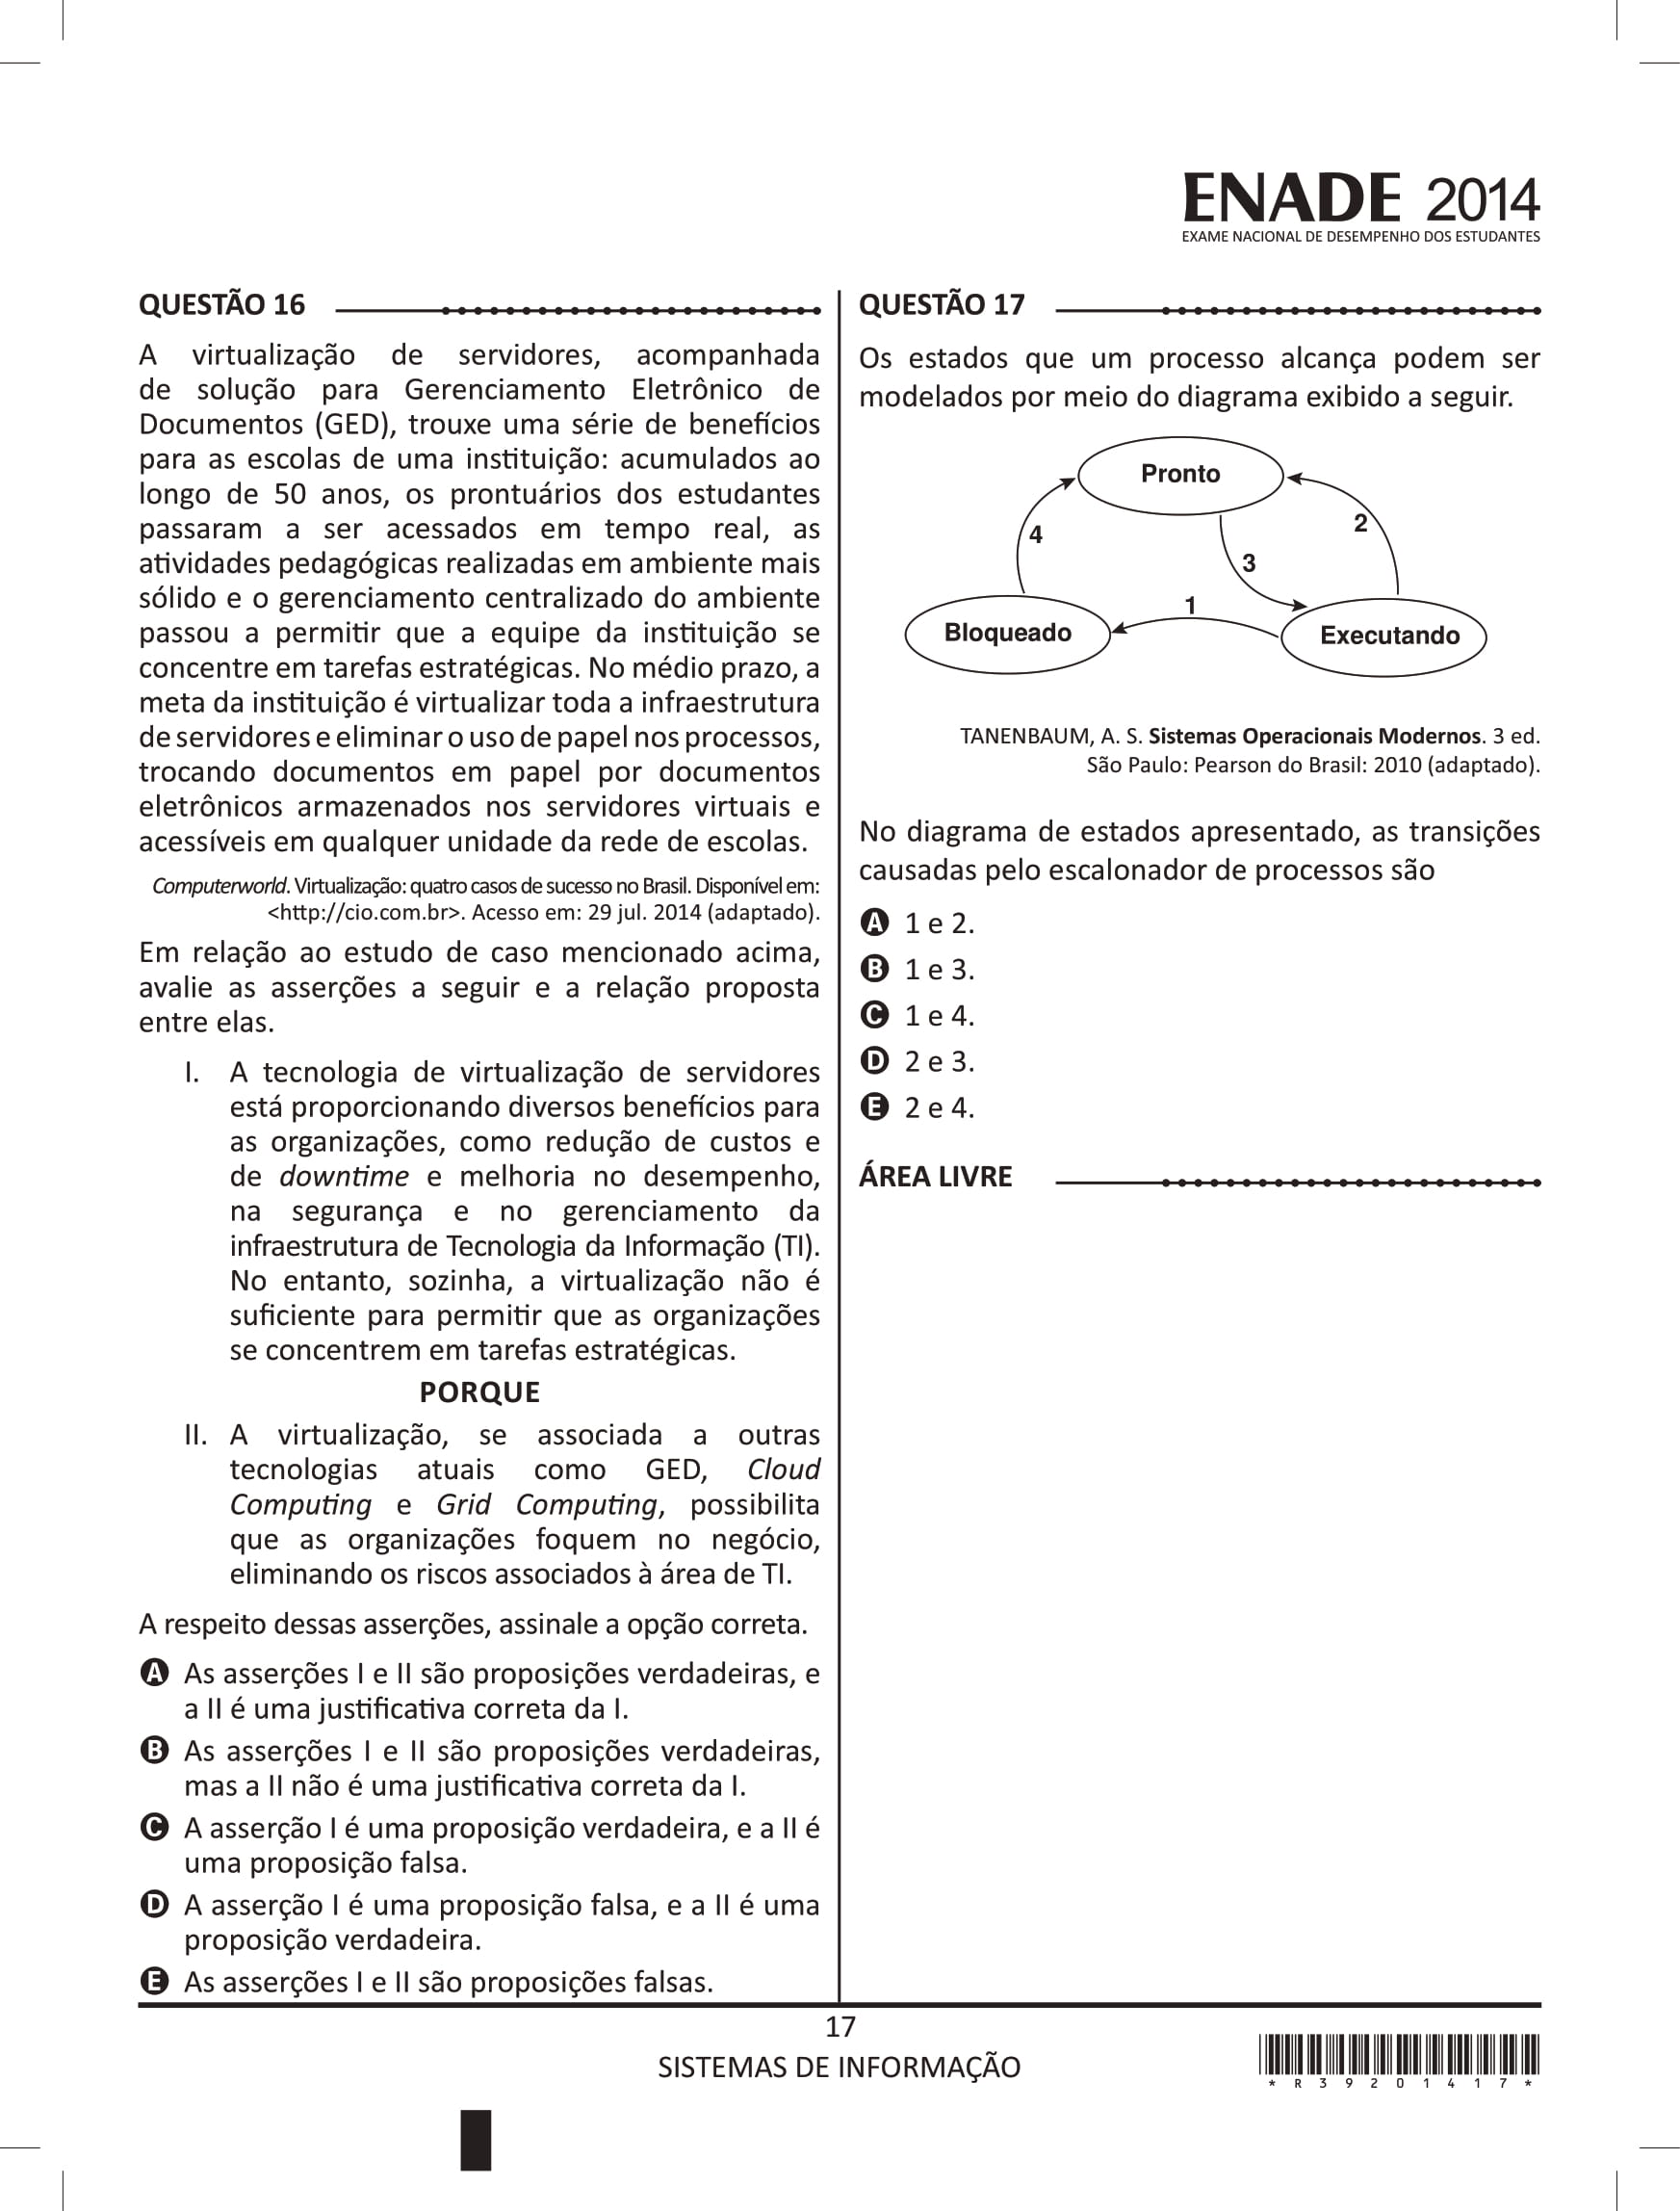 ENADE 2014
EXAME NACIONAL DE DESEMPENHO DOS ESTUDANTES
QUESTÃO 16
A virtualização de servidores, acompanhada
de solução para Gerenciamento Eletrônico de
Documentos (GED), trouxe uma série de benefícios
para as escolas de uma instituição: acumulados ao
longo de 50 anos, os prontuários dos estudantes
passaram a ser acessados em tempo real, as
atividades pedagógicas realizadas em ambiente mais
sólido e o gerenciamento centralizado do ambiente
passou a permitir que a equipe da instituição se
concentre em tarefas estratégicas. No médio prazo, a
meta da instituição é virtualizar toda a infraestrutura
de servidores e eliminar o uso de papel nos processos,
trocando documentos em papel por documentos
eletrônicos armazenados nos servidores virtuais e
acessíveis em qualquer unidade da rede de escolas.
Computerworld. Virtualização: quatro casos de sucesso no Brasil. Disponível em:
<http://cio.com.br>. Acesso em: 29 jul. 2014 (adaptado).
Em relação ao estudo de caso mencionado acima,
avalie as asserções a seguir e a relação proposta
entre elas.
I. A tecnologia de virtualização de servidores
está proporcionando diversos benefícios para
as organizações, como redução de custos e
de downtime e melhoria no desempenho,
na segurança e no gerenciamento da
infraestrutura de Tecnologia da Informação (TI).
No entanto, sozinha, a virtualização não é
suficiente para permitir que as organizações
se concentrem em tarefas estratégicas.
PORQUE
II. A virtualização, se associada a outras
tecnologias atuais como GED, Cloud
Computing e Grid Computing, possibilita
que as organizações foquem no negócio,
eliminando os riscos associados à área de TI.
A respeito dessas asserções, assinale a opção correta.
A As asserções I e II são proposições verdadeiras, e
a II é uma justificativa correta da I.
B As asserções I e II são proposições verdadeiras,
mas a II não é uma justificativa correta da I.
C A asserção I é uma proposição verdadeira, e a II é
uma proposição falsa.
D A asserção I é uma proposição falsa, e a II é uma
proposição verdadeira.
E As asserções I e II são proposições falsas.
QUESTÃO 17
Os estados que um processo alcança podem ser
modelados por meio do diagrama exibido a seguir.
Pronto
4
2
3
1
Bloqueado
Executando
TANENBAUM, A. S. Sistemas Operacionais Modernos. 3 ed.
São Paulo: Pearson do Brasil: 2010 (adaptado).
No diagrama de estados apresentado, as transições
causadas pelo escalonador de processos são
A 1 e 2.
B 1 e 3.
C 1 e 4.
D 2 e 3.
E 2 e 4.
ÁREA LIVRE
17
SISTEMAS DE INFORMAÇÃO
* R 3 9 2 0 1 4 1 7 *